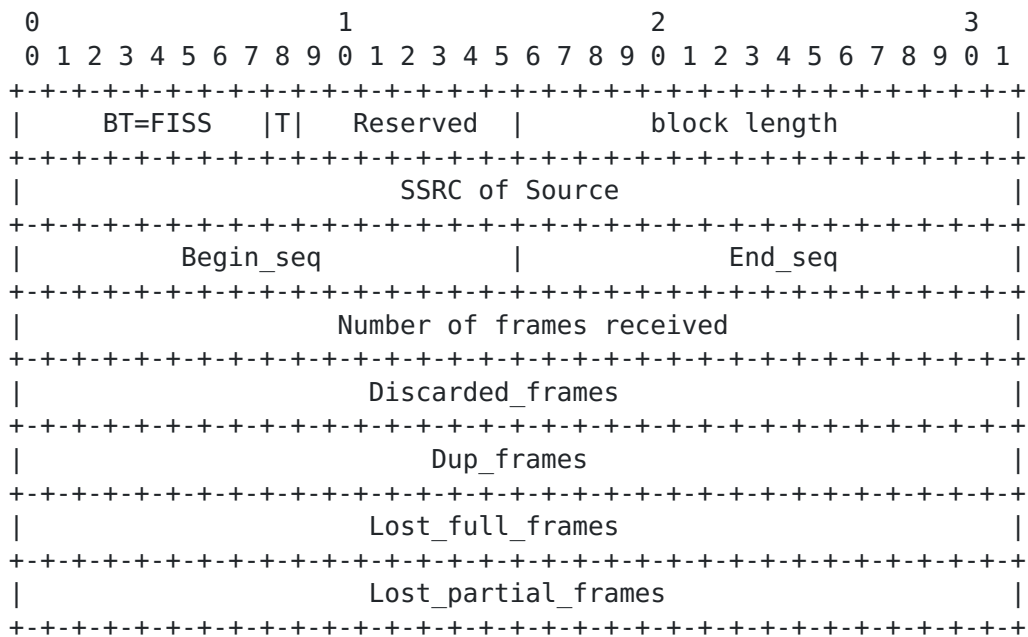 0                   1                   2                   3
 0 1 2 3 4 5 6 7 8 9 0 1 2 3 4 5 6 7 8 9 0 1 2 3 4 5 6 7 8 9 0 1
+-+-+-+-+-+-+-+-+-+-+-+-+-+-+-+-+-+-+-+-+-+-+-+-+-+-+-+-+-+-+-+-+
|     BT=FISS   |T|   Reserved  |        block length           |
+-+-+-+-+-+-+-+-+-+-+-+-+-+-+-+-+-+-+-+-+-+-+-+-+-+-+-+-+-+-+-+-+
|                        SSRC of Source                         |
+-+-+-+-+-+-+-+-+-+-+-+-+-+-+-+-+-+-+-+-+-+-+-+-+-+-+-+-+-+-+-+-+
|          Begin_seq            |             End_seq           |
+-+-+-+-+-+-+-+-+-+-+-+-+-+-+-+-+-+-+-+-+-+-+-+-+-+-+-+-+-+-+-+-+
|                    Number of frames received                  |
+-+-+-+-+-+-+-+-+-+-+-+-+-+-+-+-+-+-+-+-+-+-+-+-+-+-+-+-+-+-+-+-+
|                      Discarded_frames                         |
+-+-+-+-+-+-+-+-+-+-+-+-+-+-+-+-+-+-+-+-+-+-+-+-+-+-+-+-+-+-+-+-+
|                          Dup_frames                           |
+-+-+-+-+-+-+-+-+-+-+-+-+-+-+-+-+-+-+-+-+-+-+-+-+-+-+-+-+-+-+-+-+
|                      Lost_full_frames                         |
+-+-+-+-+-+-+-+-+-+-+-+-+-+-+-+-+-+-+-+-+-+-+-+-+-+-+-+-+-+-+-+-+
|                      Lost_partial_frames                      |
+-+-+-+-+-+-+-+-+-+-+-+-+-+-+-+-+-+-+-+-+-+-+-+-+-+-+-+-+-+-+-+-+